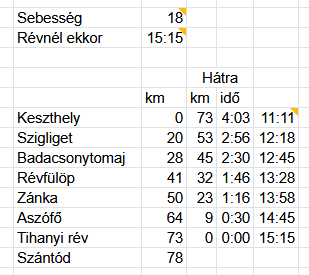 Sebesség 18
Révnél ekkor 15:15
Hátra
km km idő
Keszthely 0 73 4:03 11:11
Szigliget 20 53 2:56 12:18
Badacsonytomaj 28 45 2:30 12:45
Révfülöp 41 32 1:46 13:28
Zánka 50 23 1:16 13:58
Aszófő 64 9 0:30 14:45
Tihanyi rév 73 0 0:00 15:15
Szántód 78